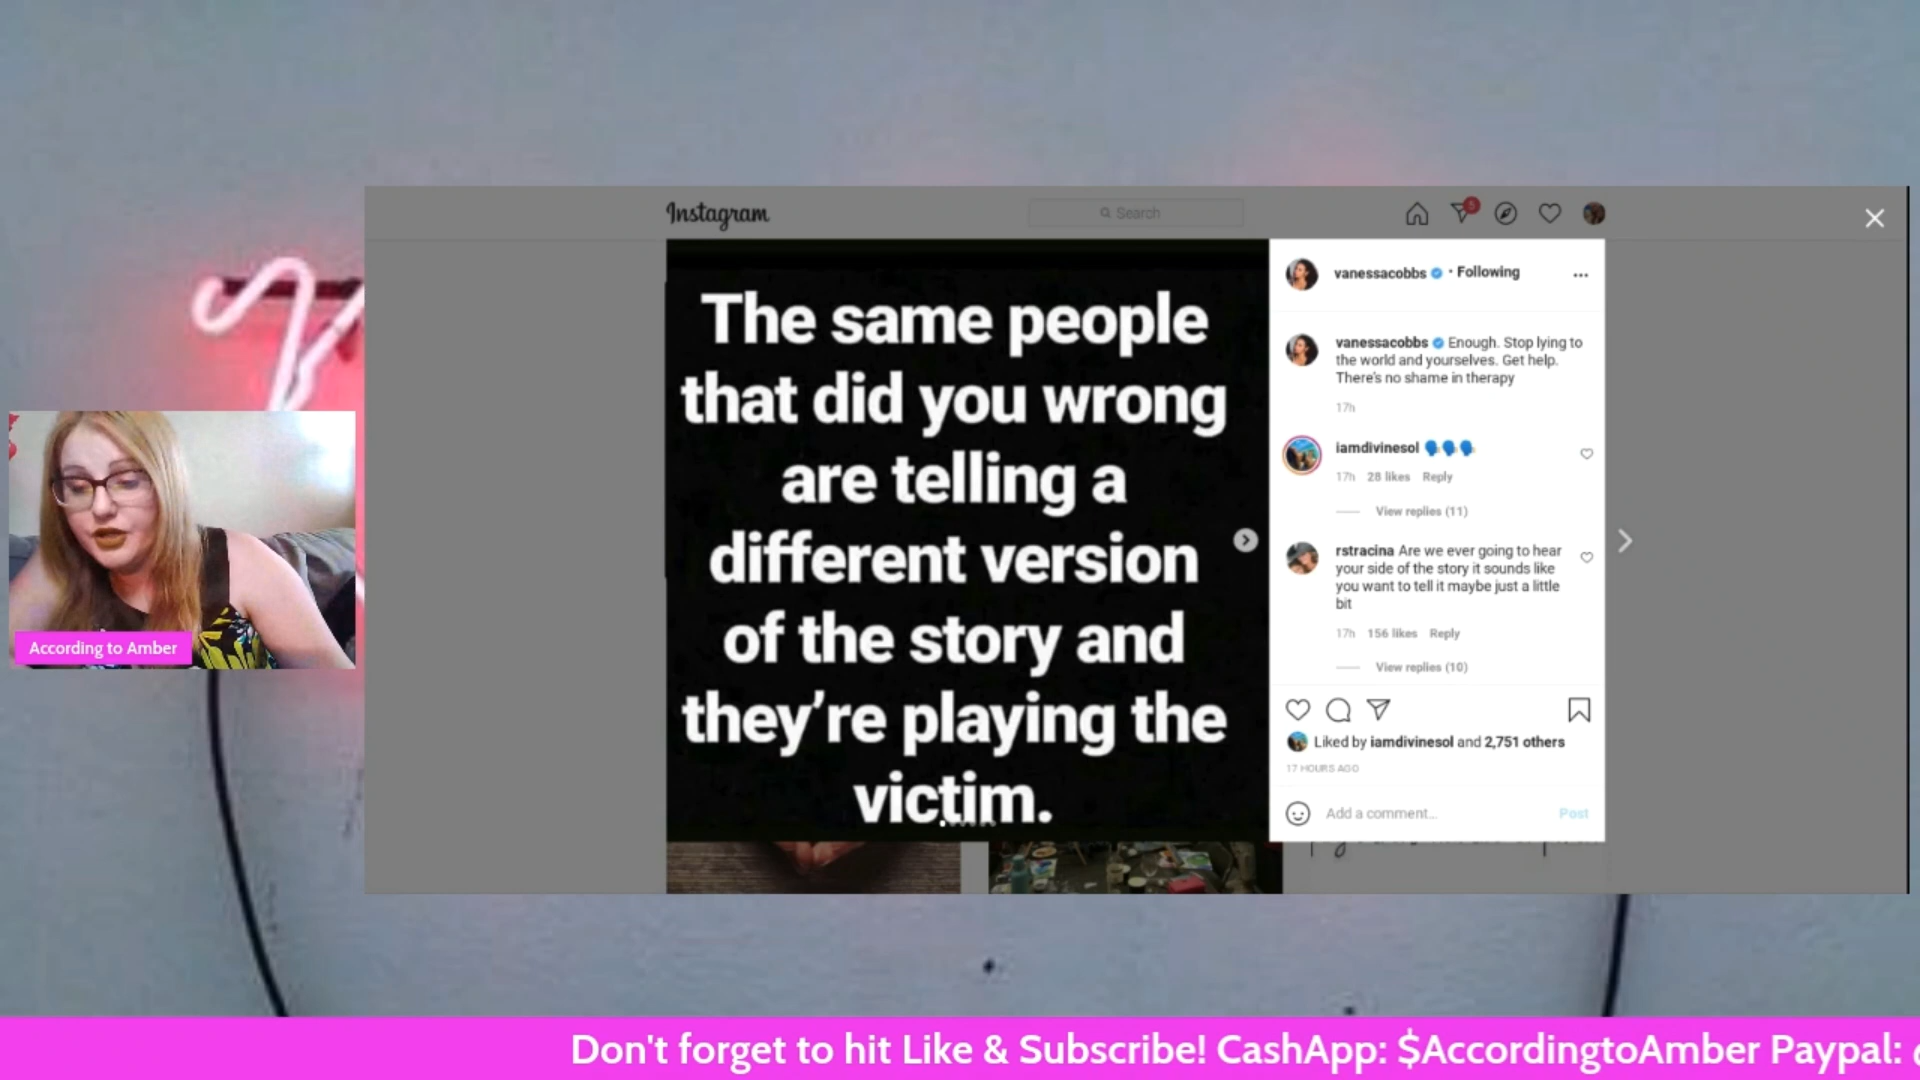 Instagram
Search
5
The same people
that did you wrong
are telling a
different version
of the story and
they're playing the
victim.
vanessacobbs • Following
vanessacobbs Enough. Stop lying to
the world and yourselves. Get help.
There's no shame in therapy
17h
iamdivinesol 🗣🗣🗣
17h 28 likes Reply
View replies (11)
rstracina Are we ever going to hear
your side of the story it sounds like
you want to tell it maybe just a little
bit
17h 156 likes Reply
View replies (10)
Liked by iamdivinesol and 2,751 others
17 HOURS AGO
Add a comment... Post
According to Amber
Don't forget to hit Like & Subscribe! CashApp: $AccordingtoAmber Paypal: